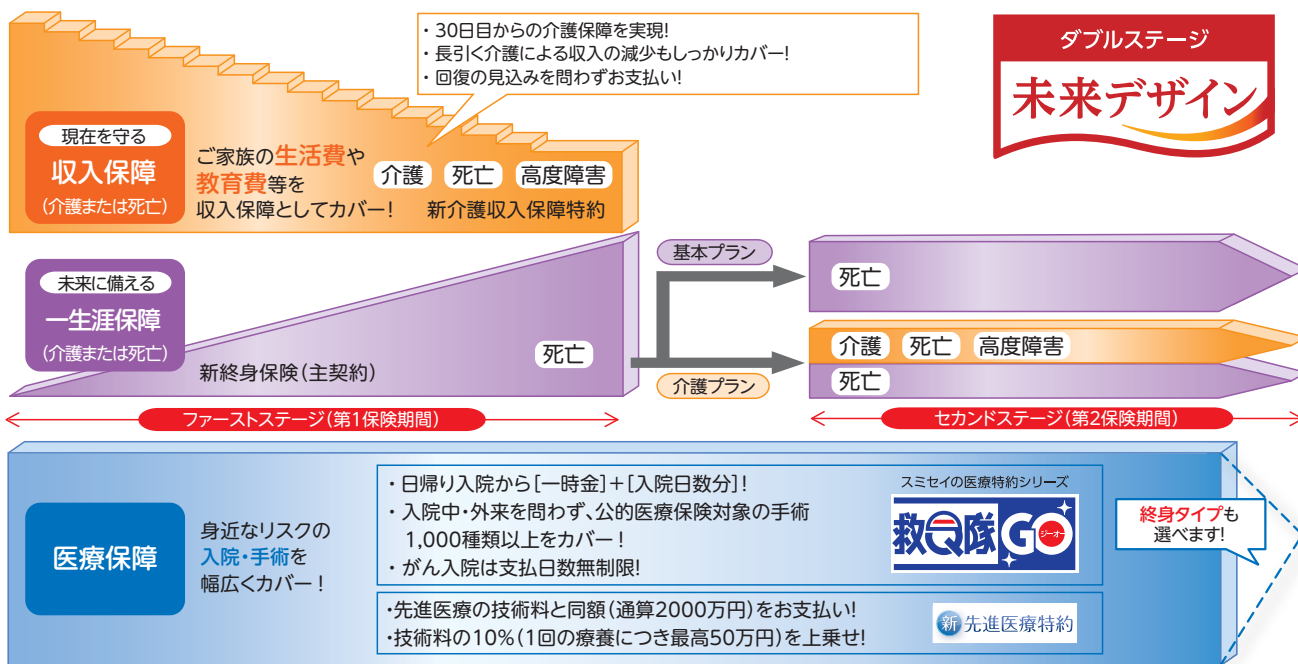 ・30日目からの介護保障を実現!
・長引く介護による収入の減少もしっかりカバー!
・回復の見込みを問わずお支払い!
ダブルステージ
未来デザイン
現在を守る
収入保障
(介護または死亡)
ご家族の生活費や
教育費等を
収入保障としてカバー!
介護 死亡 高度障害
新介護収入保障特約
未来に備える
一生涯保障
(介護または死亡)
新終身保険(主契約)
死亡
基本プラン
介護プラン
死亡
介護 死亡 高度障害
死亡
ファーストステージ(第1保険期間)
セカンドステージ(第2保険期間)
医療保障
身近なリスクの
入院・手術を
幅広くカバー!
・日帰り入院から[一時金]+[入院日数分]!
・入院中・外来を問わず、公的医療保険対象の手術
1,000種類以上をカバー!
・がん入院は支払日数無制限!
スミセイの医療特約シリーズ
救Q隊GO
ジーオー
終身タイプも
選べます!
・先進医療の技術料と同額(通算2000万円)をお支払い!
・技術料の10%(1回の療養につき最高50万円)を上乗せ!
新 先進医療特約